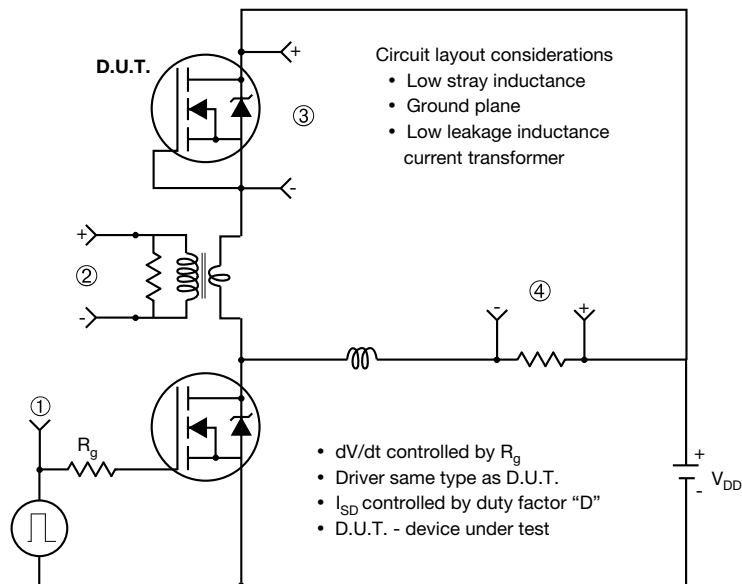 D.U.T.
+
③
-
Circuit layout considerations
• Low stray inductance
• Ground plane
• Low leakage inductance
current transformer
+
②
-
④
-
+
①
Rg
• dV/dt controlled by Rg
• Driver same type as D.U.T.
• ISD controlled by duty factor “D”
• D.U.T. - device under test
+
VDD
-